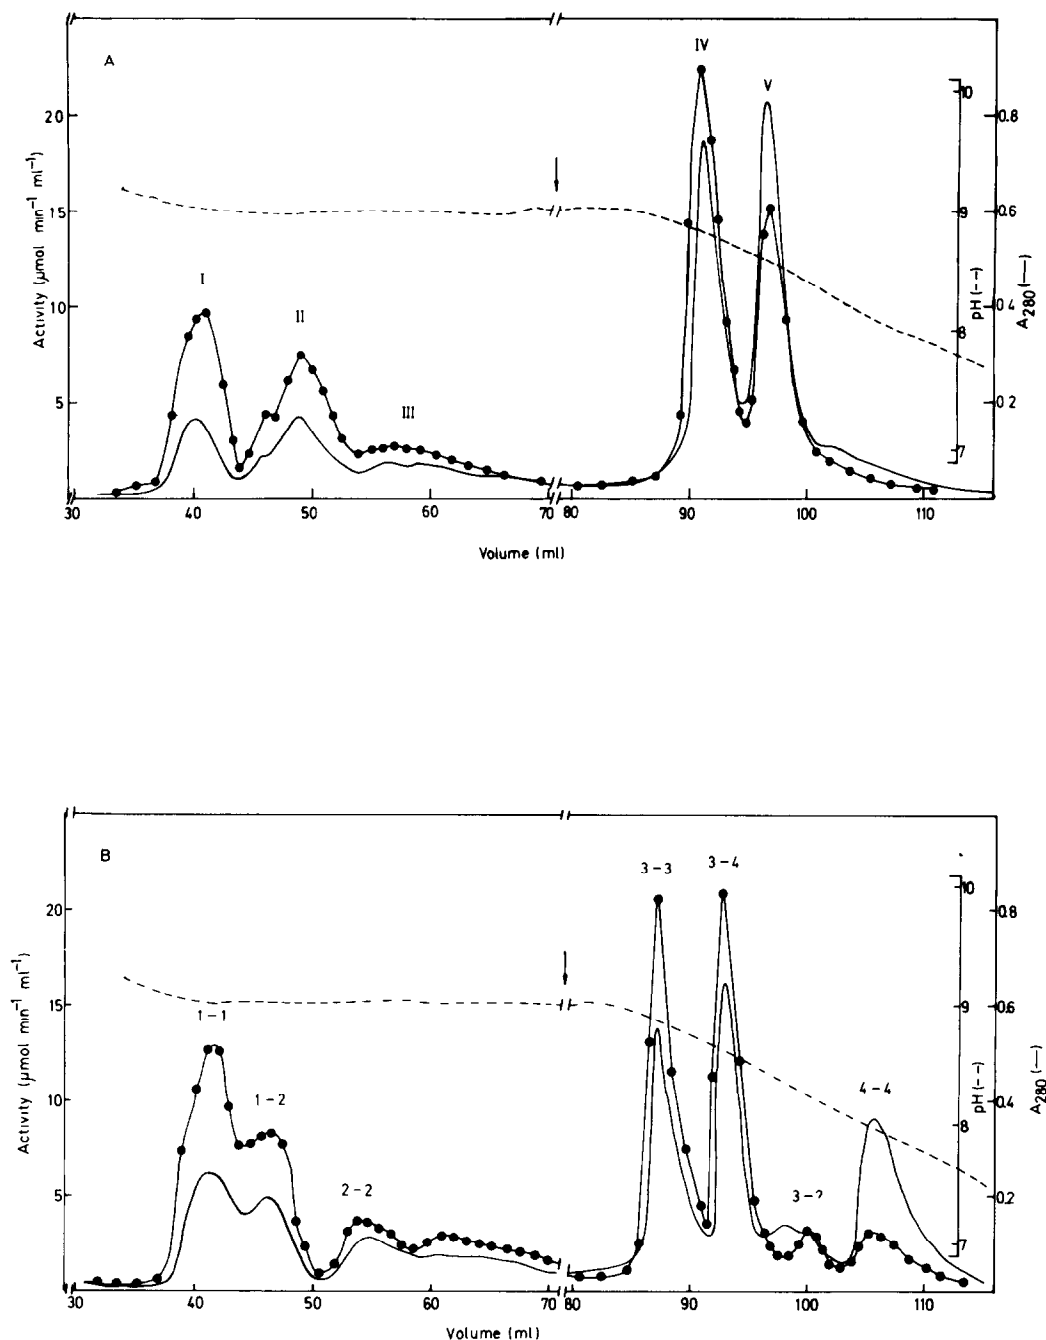 A
I
II
III
IV
V
Activity (μmol min⁻¹ ml⁻¹)
20
15
10
5
pH (--)
10
9
8
7
A280 (—)
0.8
0.6
0.4
0.2
30 40 50 60 70 80 90 100 110
Volume (ml)
B
1-1
1-2
2-2
3-3
3-4
3-?
4-4
Activity (μmol min⁻¹ ml⁻¹)
20
15
10
5
pH (--)
10
9
8
7
A280 (—)
0.8
0.6
0.4
0.2
30 40 50 60 70 80 90 100 110
Volume (ml)